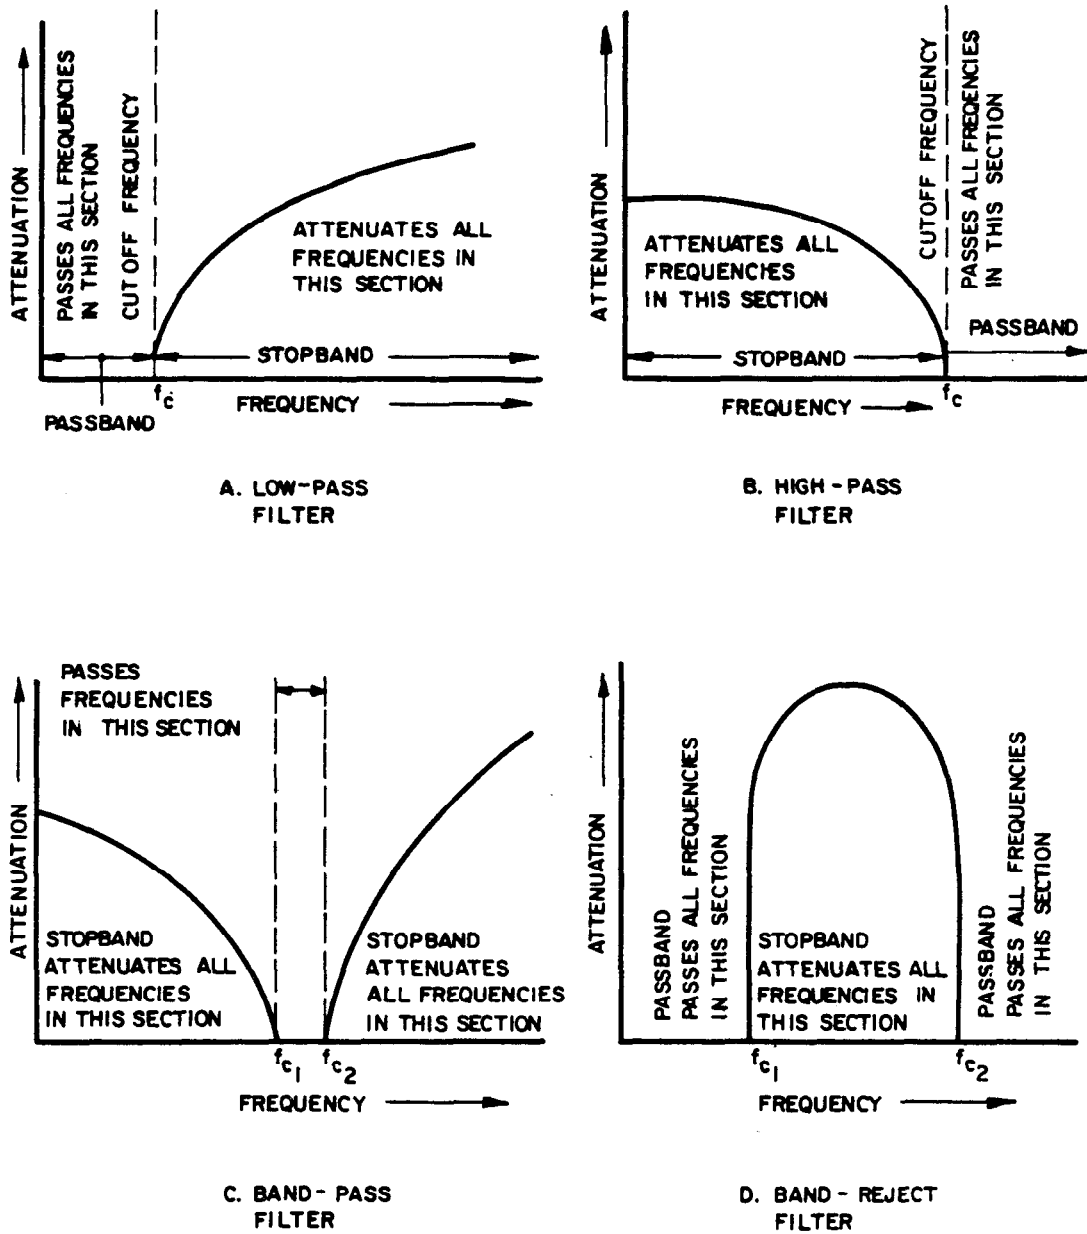 ATTENUATION
PASSES ALL FREQUENCIES
IN THIS SECTION
CUT OFF FREQUENCY
ATTENUATES ALL
FREQUENCIES IN
THIS SECTION
STOPBAND
fc
FREQUENCY
PASSBAND
A. LOW-PASS
FILTER
ATTENUATION
ATTENUATES ALL
FREQUENCIES
IN THIS SECTION
CUTOFF FREQUENCY
PASSES ALL FREQENCIES
IN THIS SECTION
PASSBAND
STOPBAND
fc
FREQUENCY
B. HIGH-PASS
FILTER
PASSES
FREQUENCIES
IN THIS SECTION
ATTENUATION
STOPBAND
ATTENUATES ALL
FREQUENCIES
IN THIS SECTION
STOPBAND
ATTENUATES
ALL FREQUENCIES
IN THIS SECTION
fc1
fc2
FREQUENCY
C. BAND-PASS
FILTER
ATTENUATION
PASSBAND
PASSES ALL FREQUENCIES
IN THIS SECTION
STOPBAND
ATTENUATES ALL
FREQUENCIES IN
THIS SECTION
PASSBAND
PASSES ALL FREQUENCIES
IN THIS SECTION
fc1
fc2
FREQUENCY
D. BAND-REJECT
FILTER